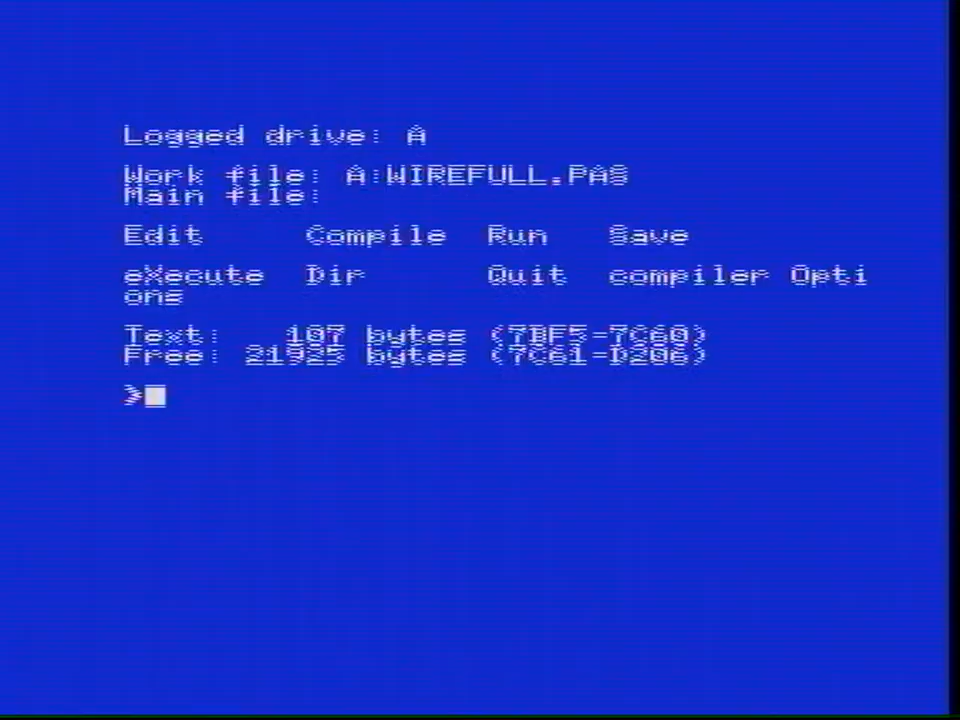 Logged drive: A
Work file: A:WIREFULL.PAS
Main file:
Edit Compile Run Save
eXecute Dir Quit compiler Opti
ons
Text: 107 bytes (7BF5-7C60)
Free: 21925 bytes (7C61-D206)
>